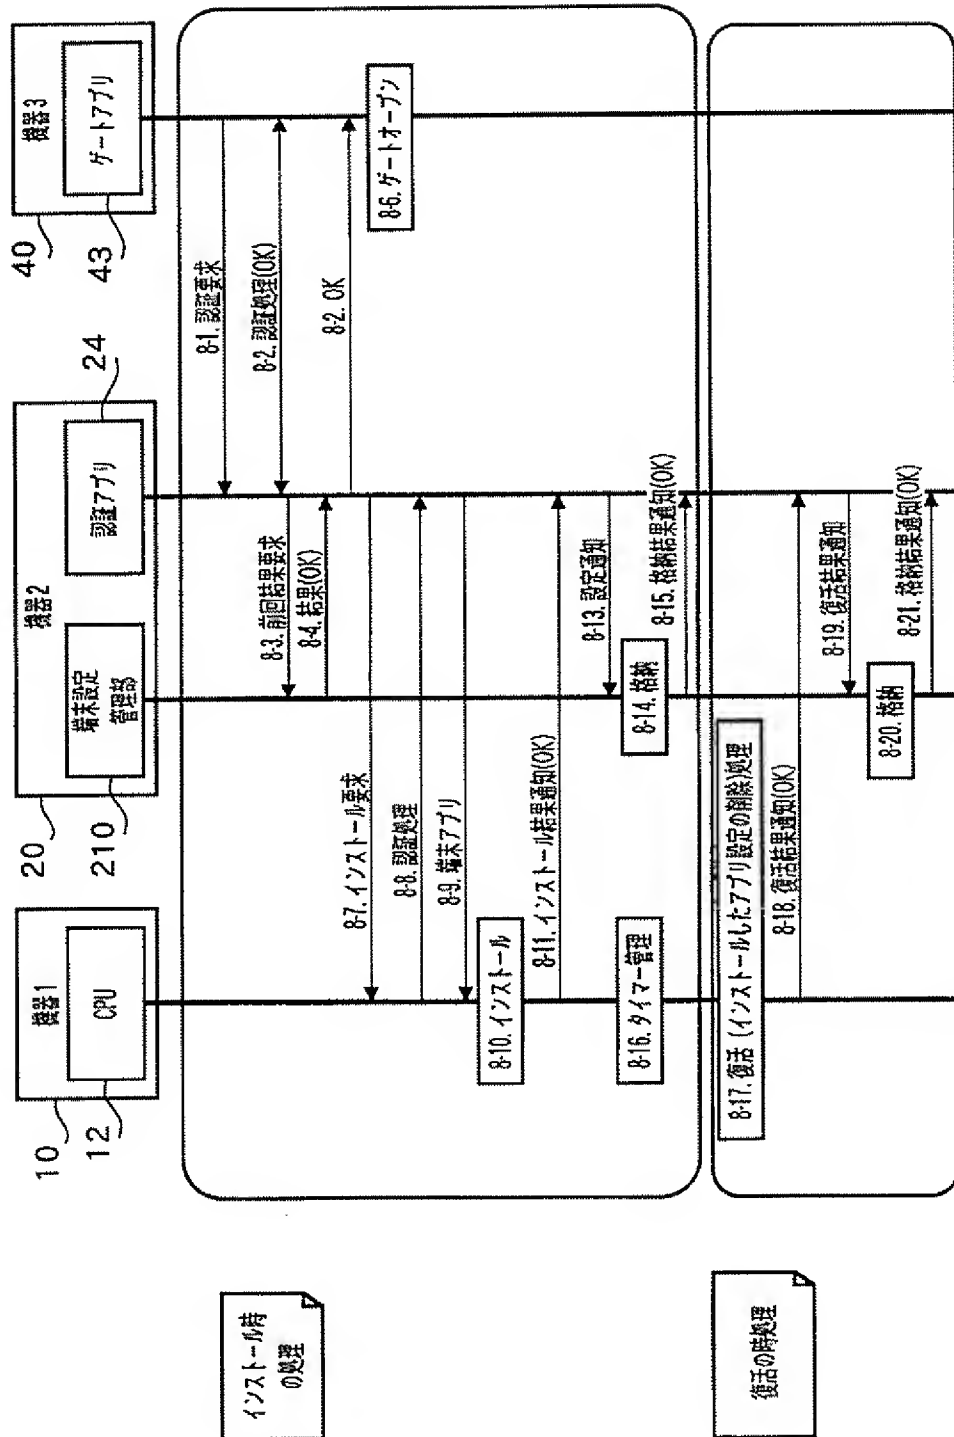 10
機器1
12
CPU
20
機器2
210
端末設定
管理部
認証アプリ
24
40
機器3
43
ゲートアプリ
インストール時
の処理
8-1. 認証要求
8-2. 認証処理(OK)
8-3. 前回結果要求
8-4. 結果(OK)
8-2. OK
8-6. ゲートオープン
8-7. インストール要求
8-8. 認証処理
8-9. 端末アプリ
8-10. インストール
8-11. インストール結果通知(OK)
8-13. 設定通知
8-14. 格納
8-15. 格納結果通知(OK)
8-16. タイマー管理
復活の時処理
8-17. 復活 (インストールしたアプリ設定の削除)処理
8-18. 復活結果通知(OK)
8-19. 復活結果通知
8-20. 格納
8-21. 格納結果通知(OK)